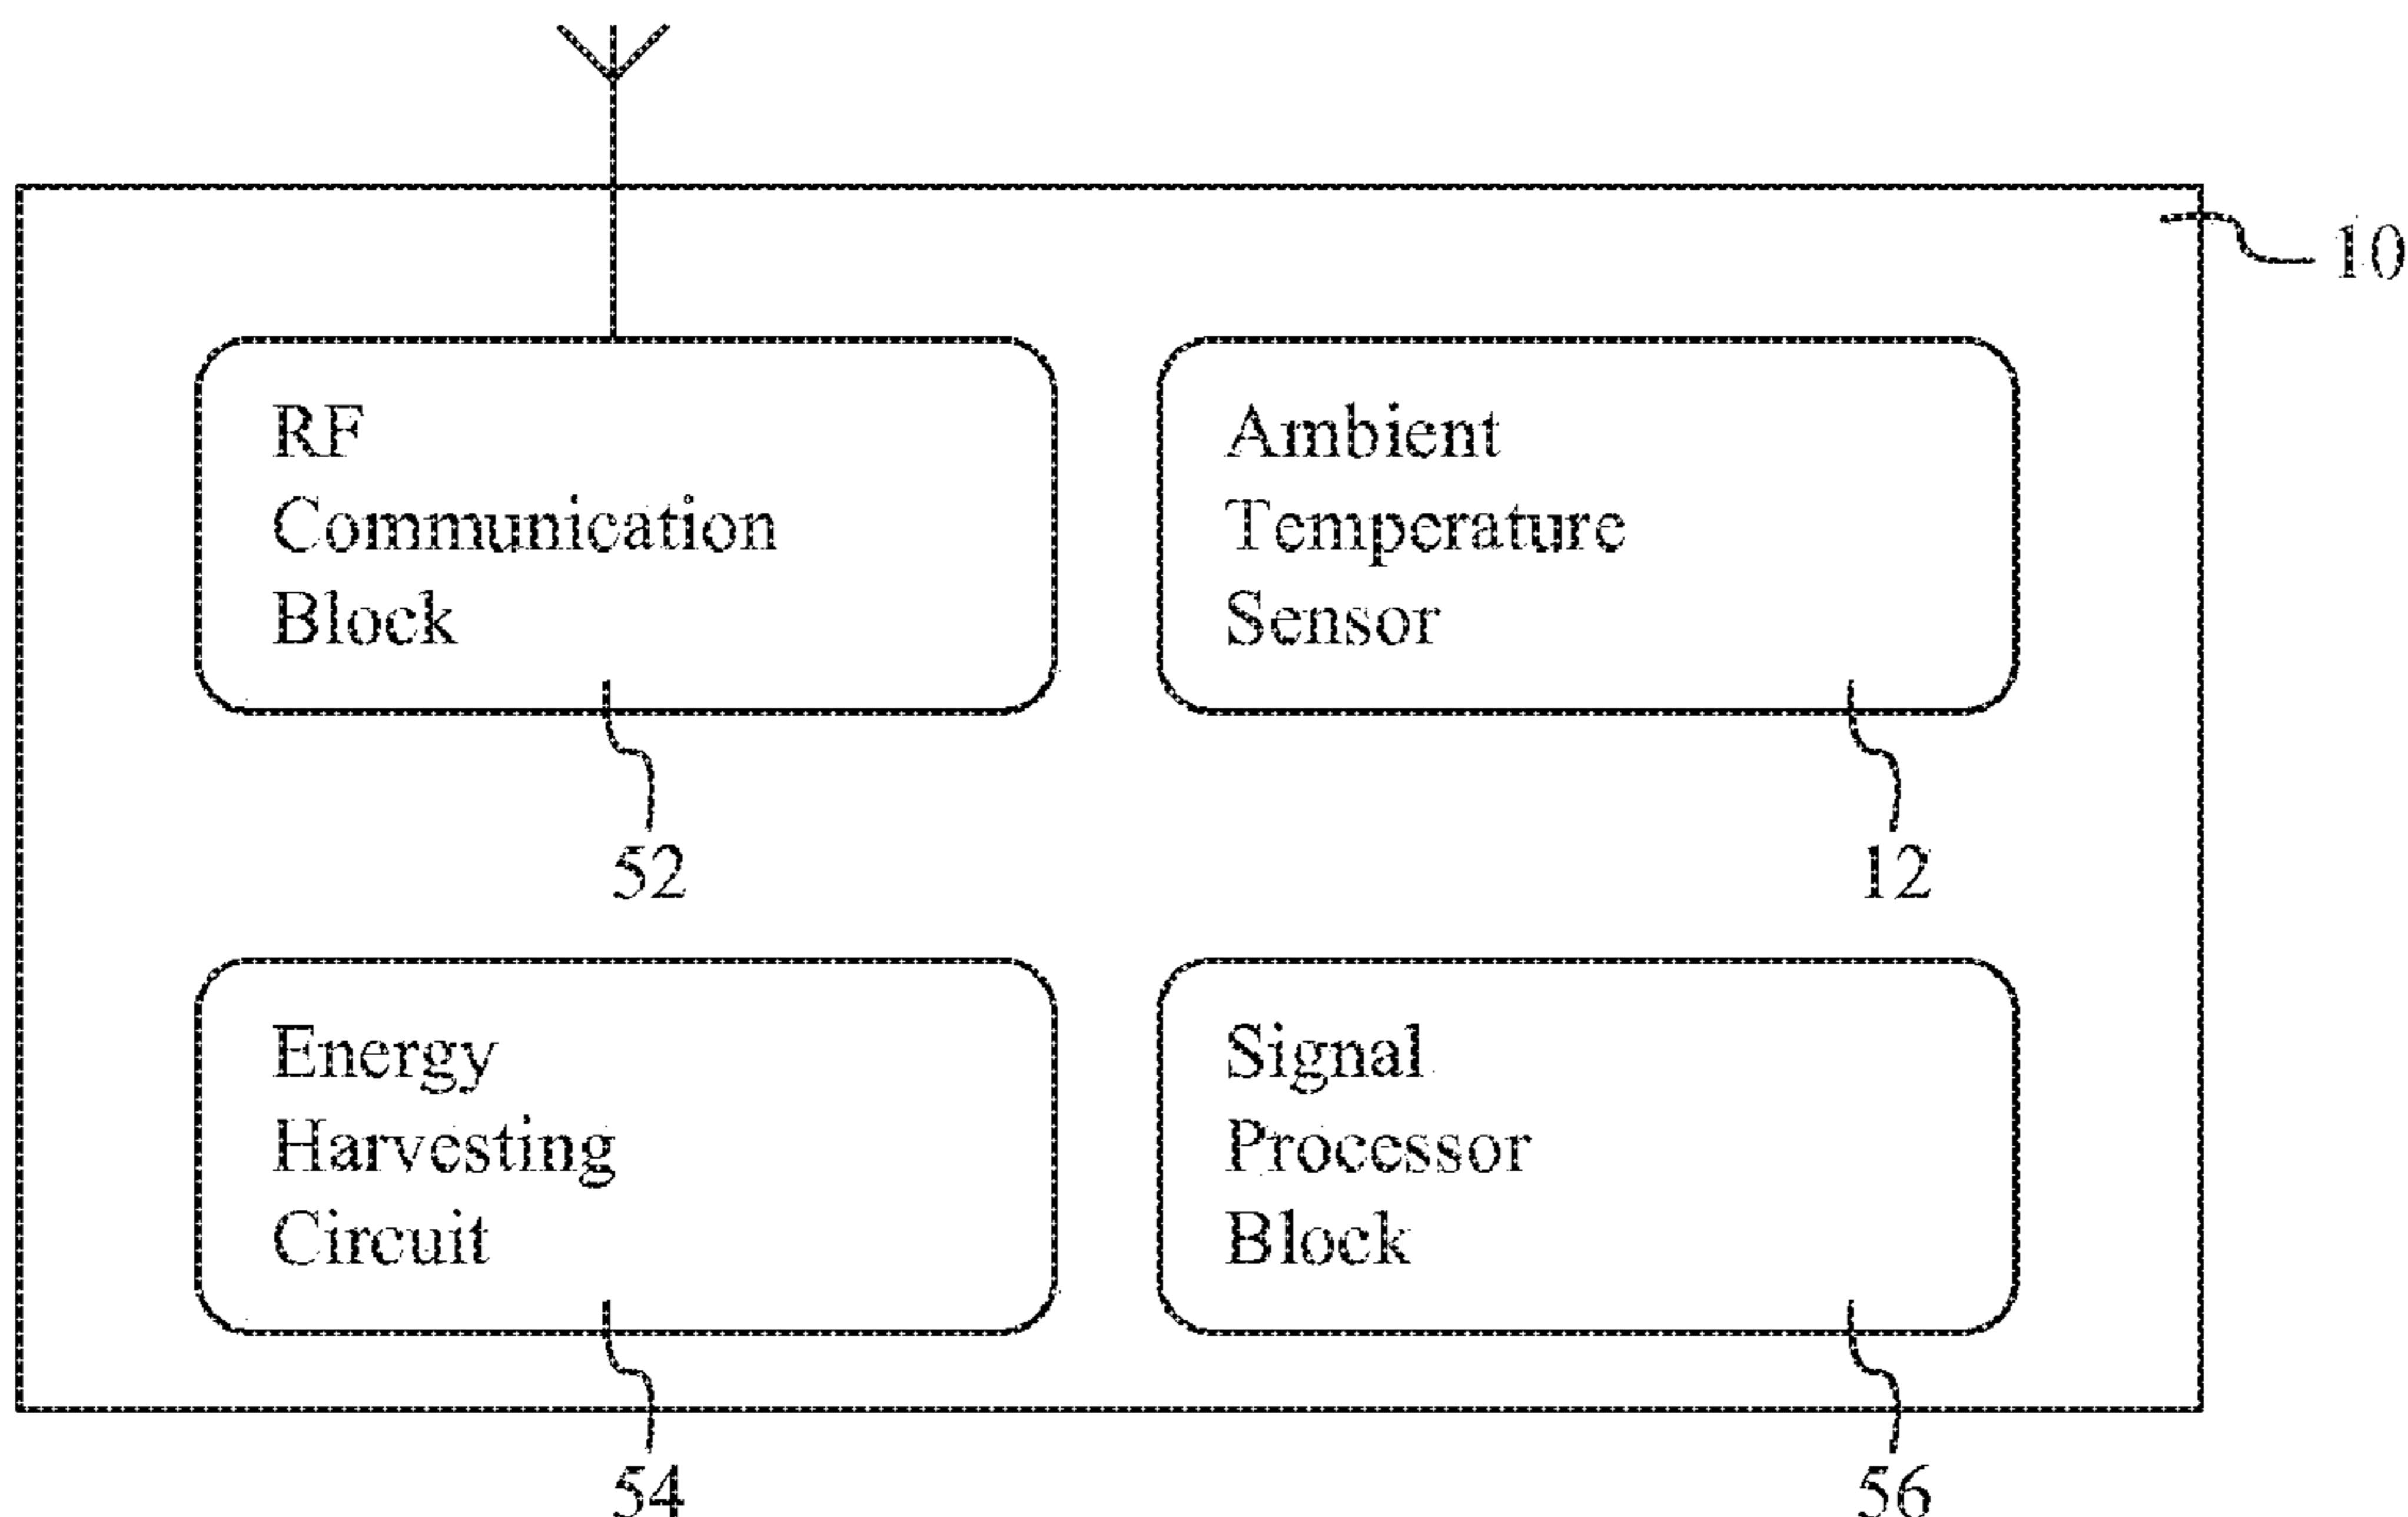 10
RF
Communication
Block
52
Ambient
Temperature
Sensor
12
Energy
Harvesting
Circuit
54
Signal
Processor
Block
56